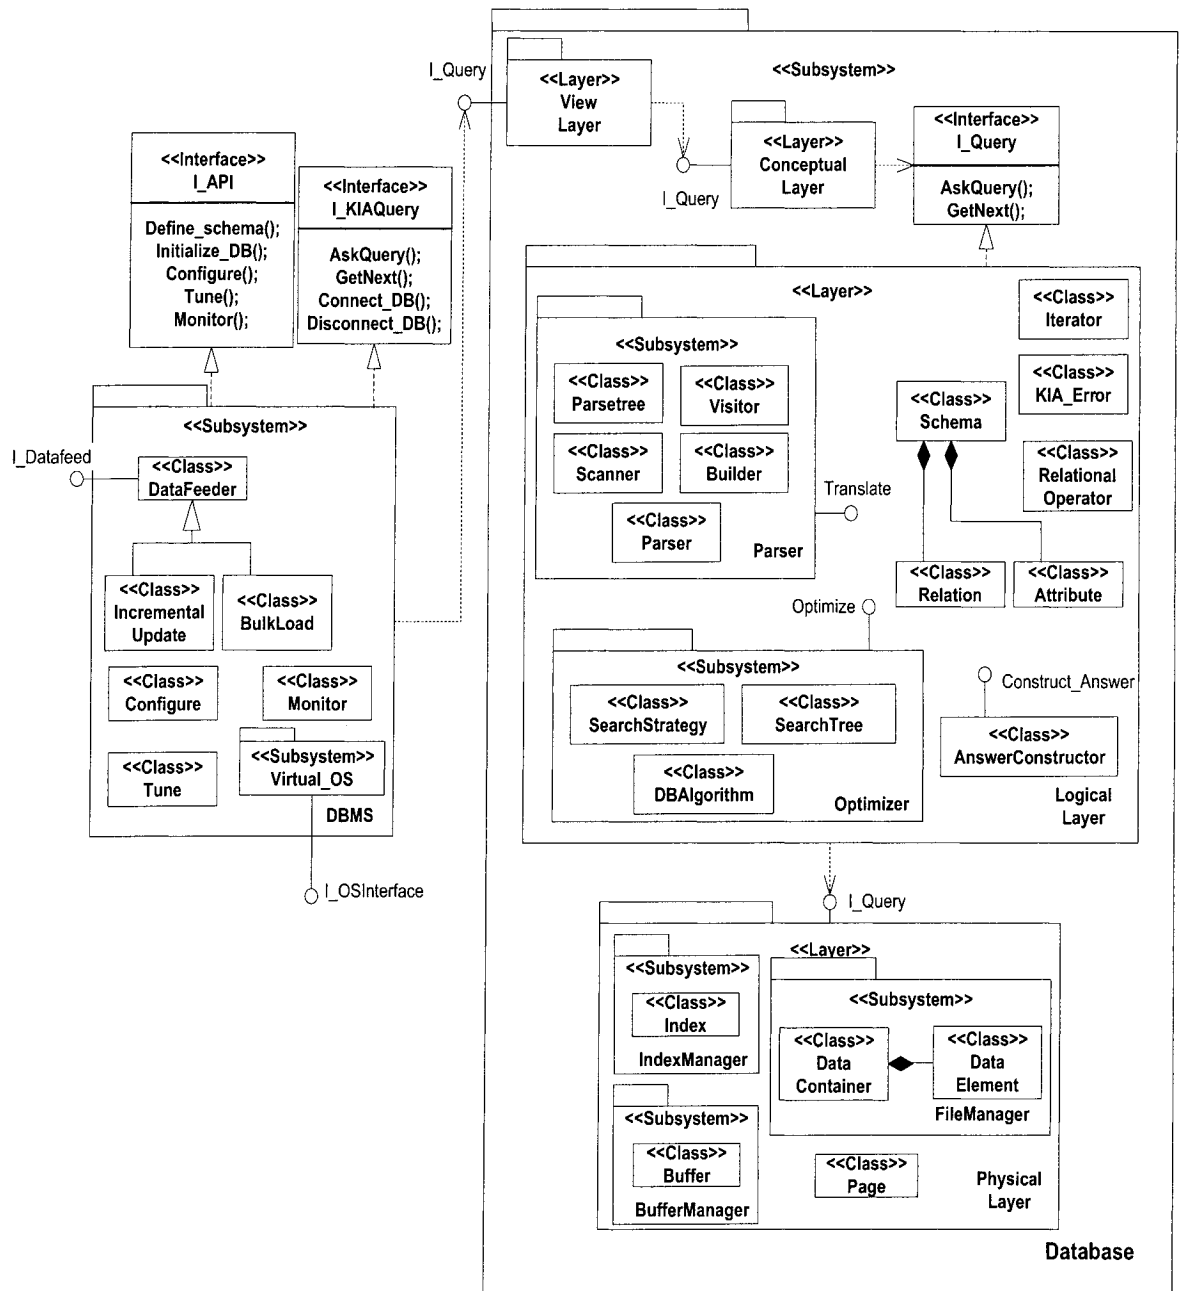 I_Query
<<Layer>>
View
Layer
<<Subsystem>>
<<Layer>>
Conceptual
Layer
I_Query
<<Interface>>
I_Query
AskQuery();
GetNext();
<<Interface>>
I_API
Define_schema();
Initialize_DB();
Configure();
Tune();
Monitor();
<<Interface>>
I_KIAQuery
AskQuery();
GetNext();
Connect_DB();
Disconnect_DB();
<<Subsystem>>
I_Datafeed
<<Class>>
DataFeeder
<<Class>>
Incremental
Update
<<Class>>
BulkLoad
<<Class>>
Configure
<<Class>>
Monitor
<<Class>>
Tune
<<Subsystem>>
Virtual_OS
DBMS
I_OSInterface
<<Layer>>
<<Subsystem>>
<<Class>>
Parsetree
<<Class>>
Visitor
<<Class>>
Scanner
<<Class>>
Builder
<<Class>>
Parser
Parser
Translate
<<Class>>
Iterator
<<Class>>
KIA_Error
<<Class>>
Schema
<<Class>>
Relational
Operator
<<Class>>
Relation
<<Class>>
Attribute
Optimize
<<Subsystem>>
<<Class>>
SearchStrategy
<<Class>>
SearchTree
<<Class>>
DBAlgorithm
Optimizer
Construct_Answer
<<Class>>
AnswerConstructor
Logical
Layer
I_Query
<<Layer>>
<<Subsystem>>
<<Class>>
Index
IndexManager
<<Subsystem>>
<<Class>>
Data
Container
<<Class>>
Data
Element
FileManager
<<Subsystem>>
<<Class>>
Buffer
BufferManager
<<Class>>
Page
Physical
Layer
Database